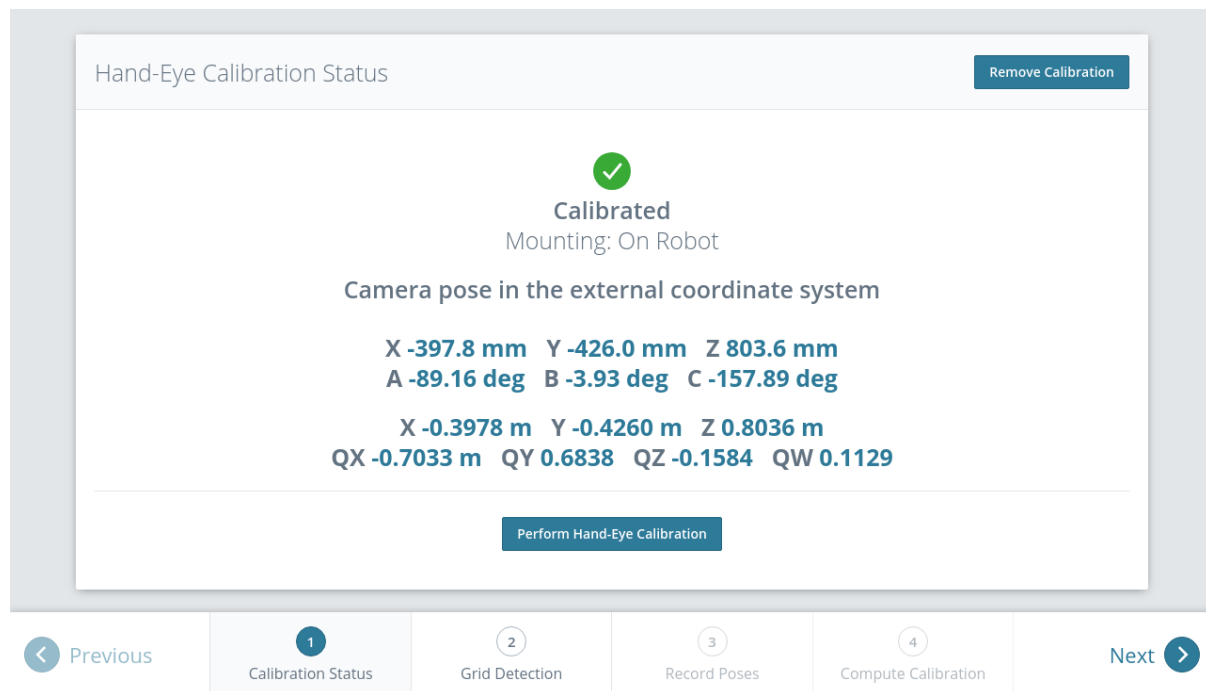 Hand-Eye Calibration Status
Remove Calibration
Calibrated
Mounting: On Robot
Camera pose in the external coordinate system
X -397.8 mm Y -426.0 mm Z 803.6 mm
A -89.16 deg B -3.93 deg C -157.89 deg
X -0.3978 m Y -0.4260 m Z 0.8036 m
QX -0.7033 m QY 0.6838 QZ -0.1584 QW 0.1129
Perform Hand-Eye Calibration
Previous
1
Calibration Status
2
Grid Detection
3
Record Poses
4
Compute Calibration
Next